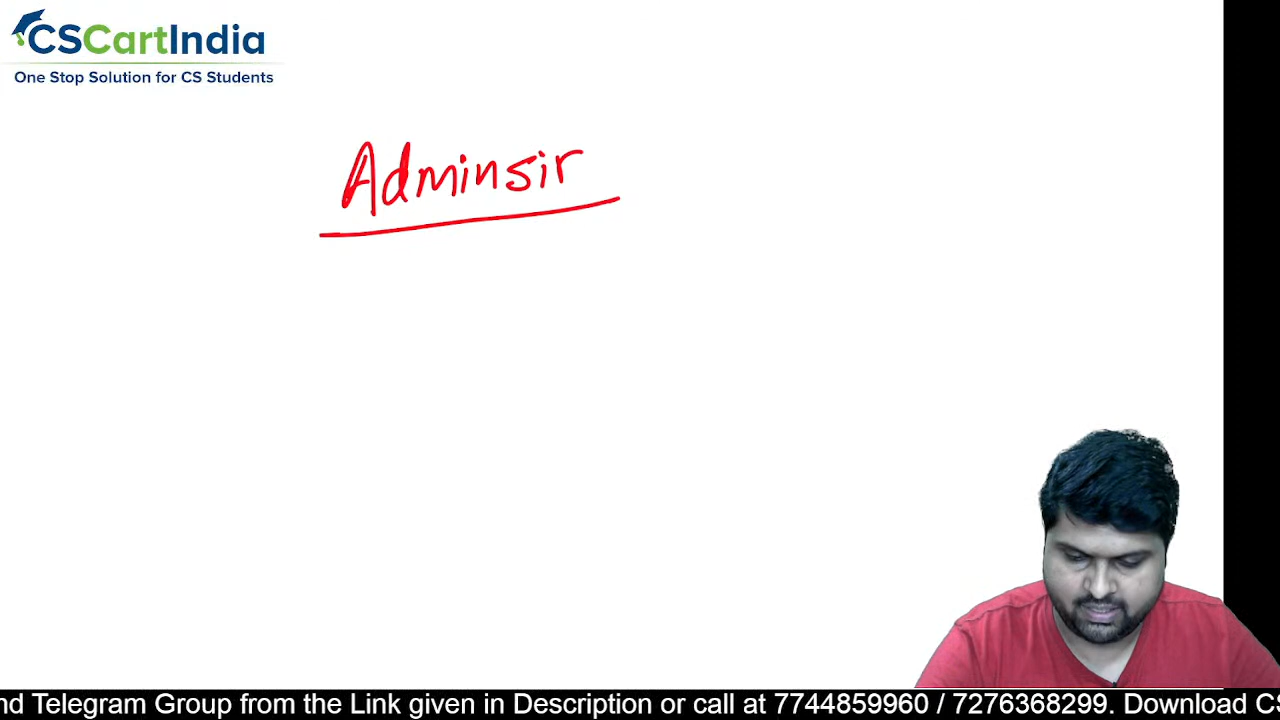 CSCartIndia
One Stop Solution for CS Students
Adminsir
nd Telegram Group from the Link given in Description or call at 7744859960 / 7276368299. Download CS